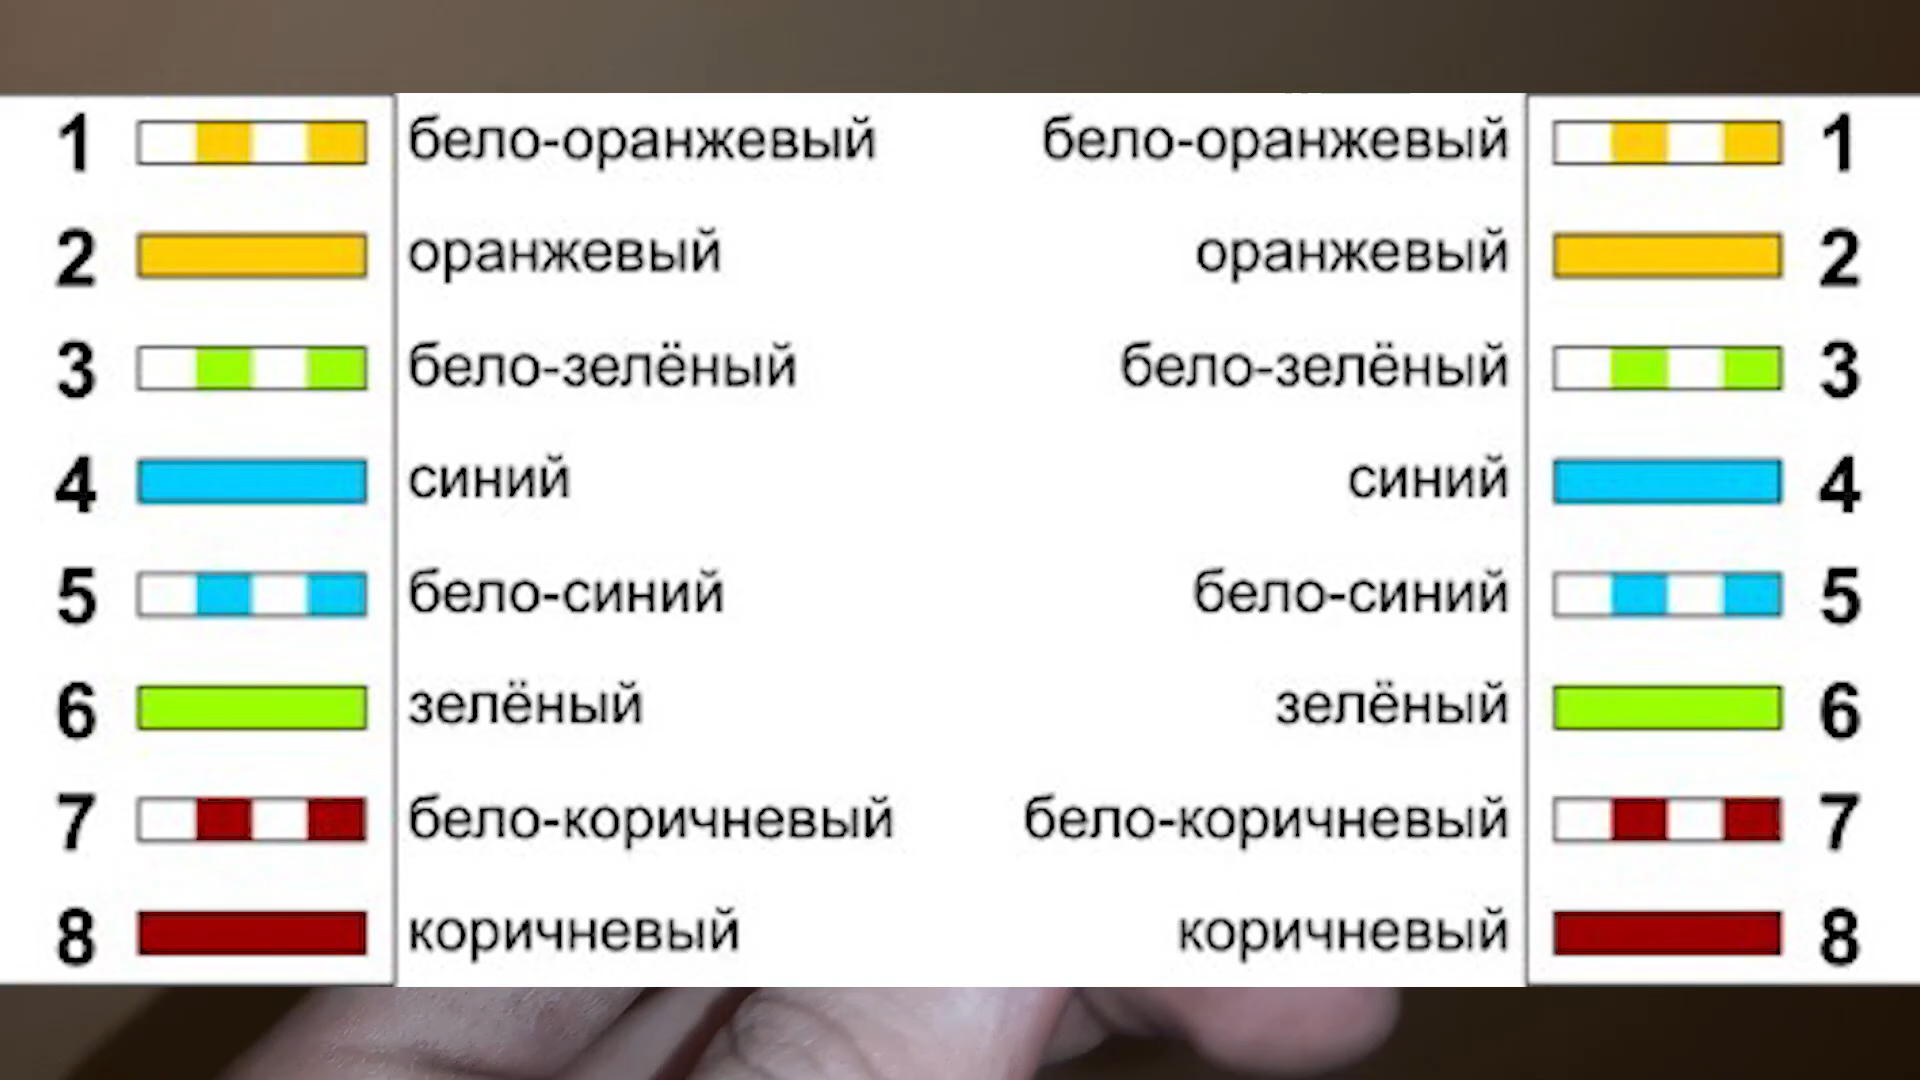 1 бело-оранжевый бело-оранжевый 1
2 оранжевый оранжевый 2
3 бело-зелёный бело-зелёный 3
4 синий синий 4
5 бело-синий бело-синий 5
6 зелёный зелёный 6
7 бело-коричневый бело-коричневый 7
8 коричневый коричневый 8